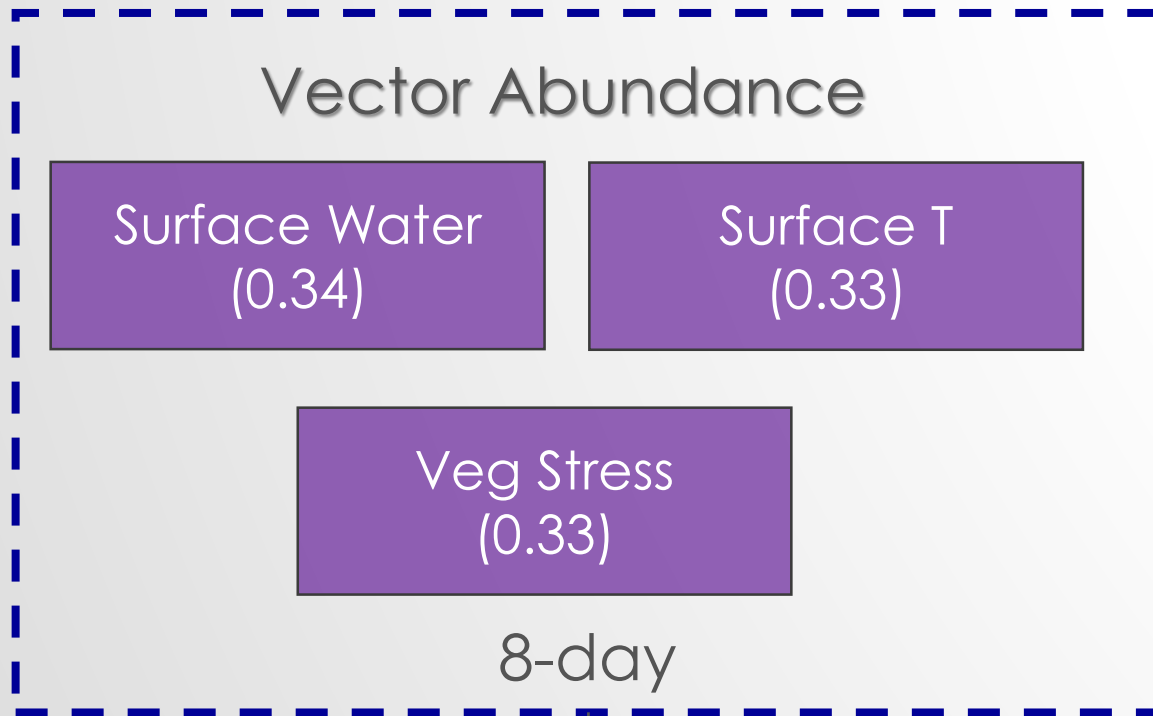 Vector Abundance
Surface Water
(0.34)
Surface T
(0.33)
Veg Stress
(0.33)
8-day